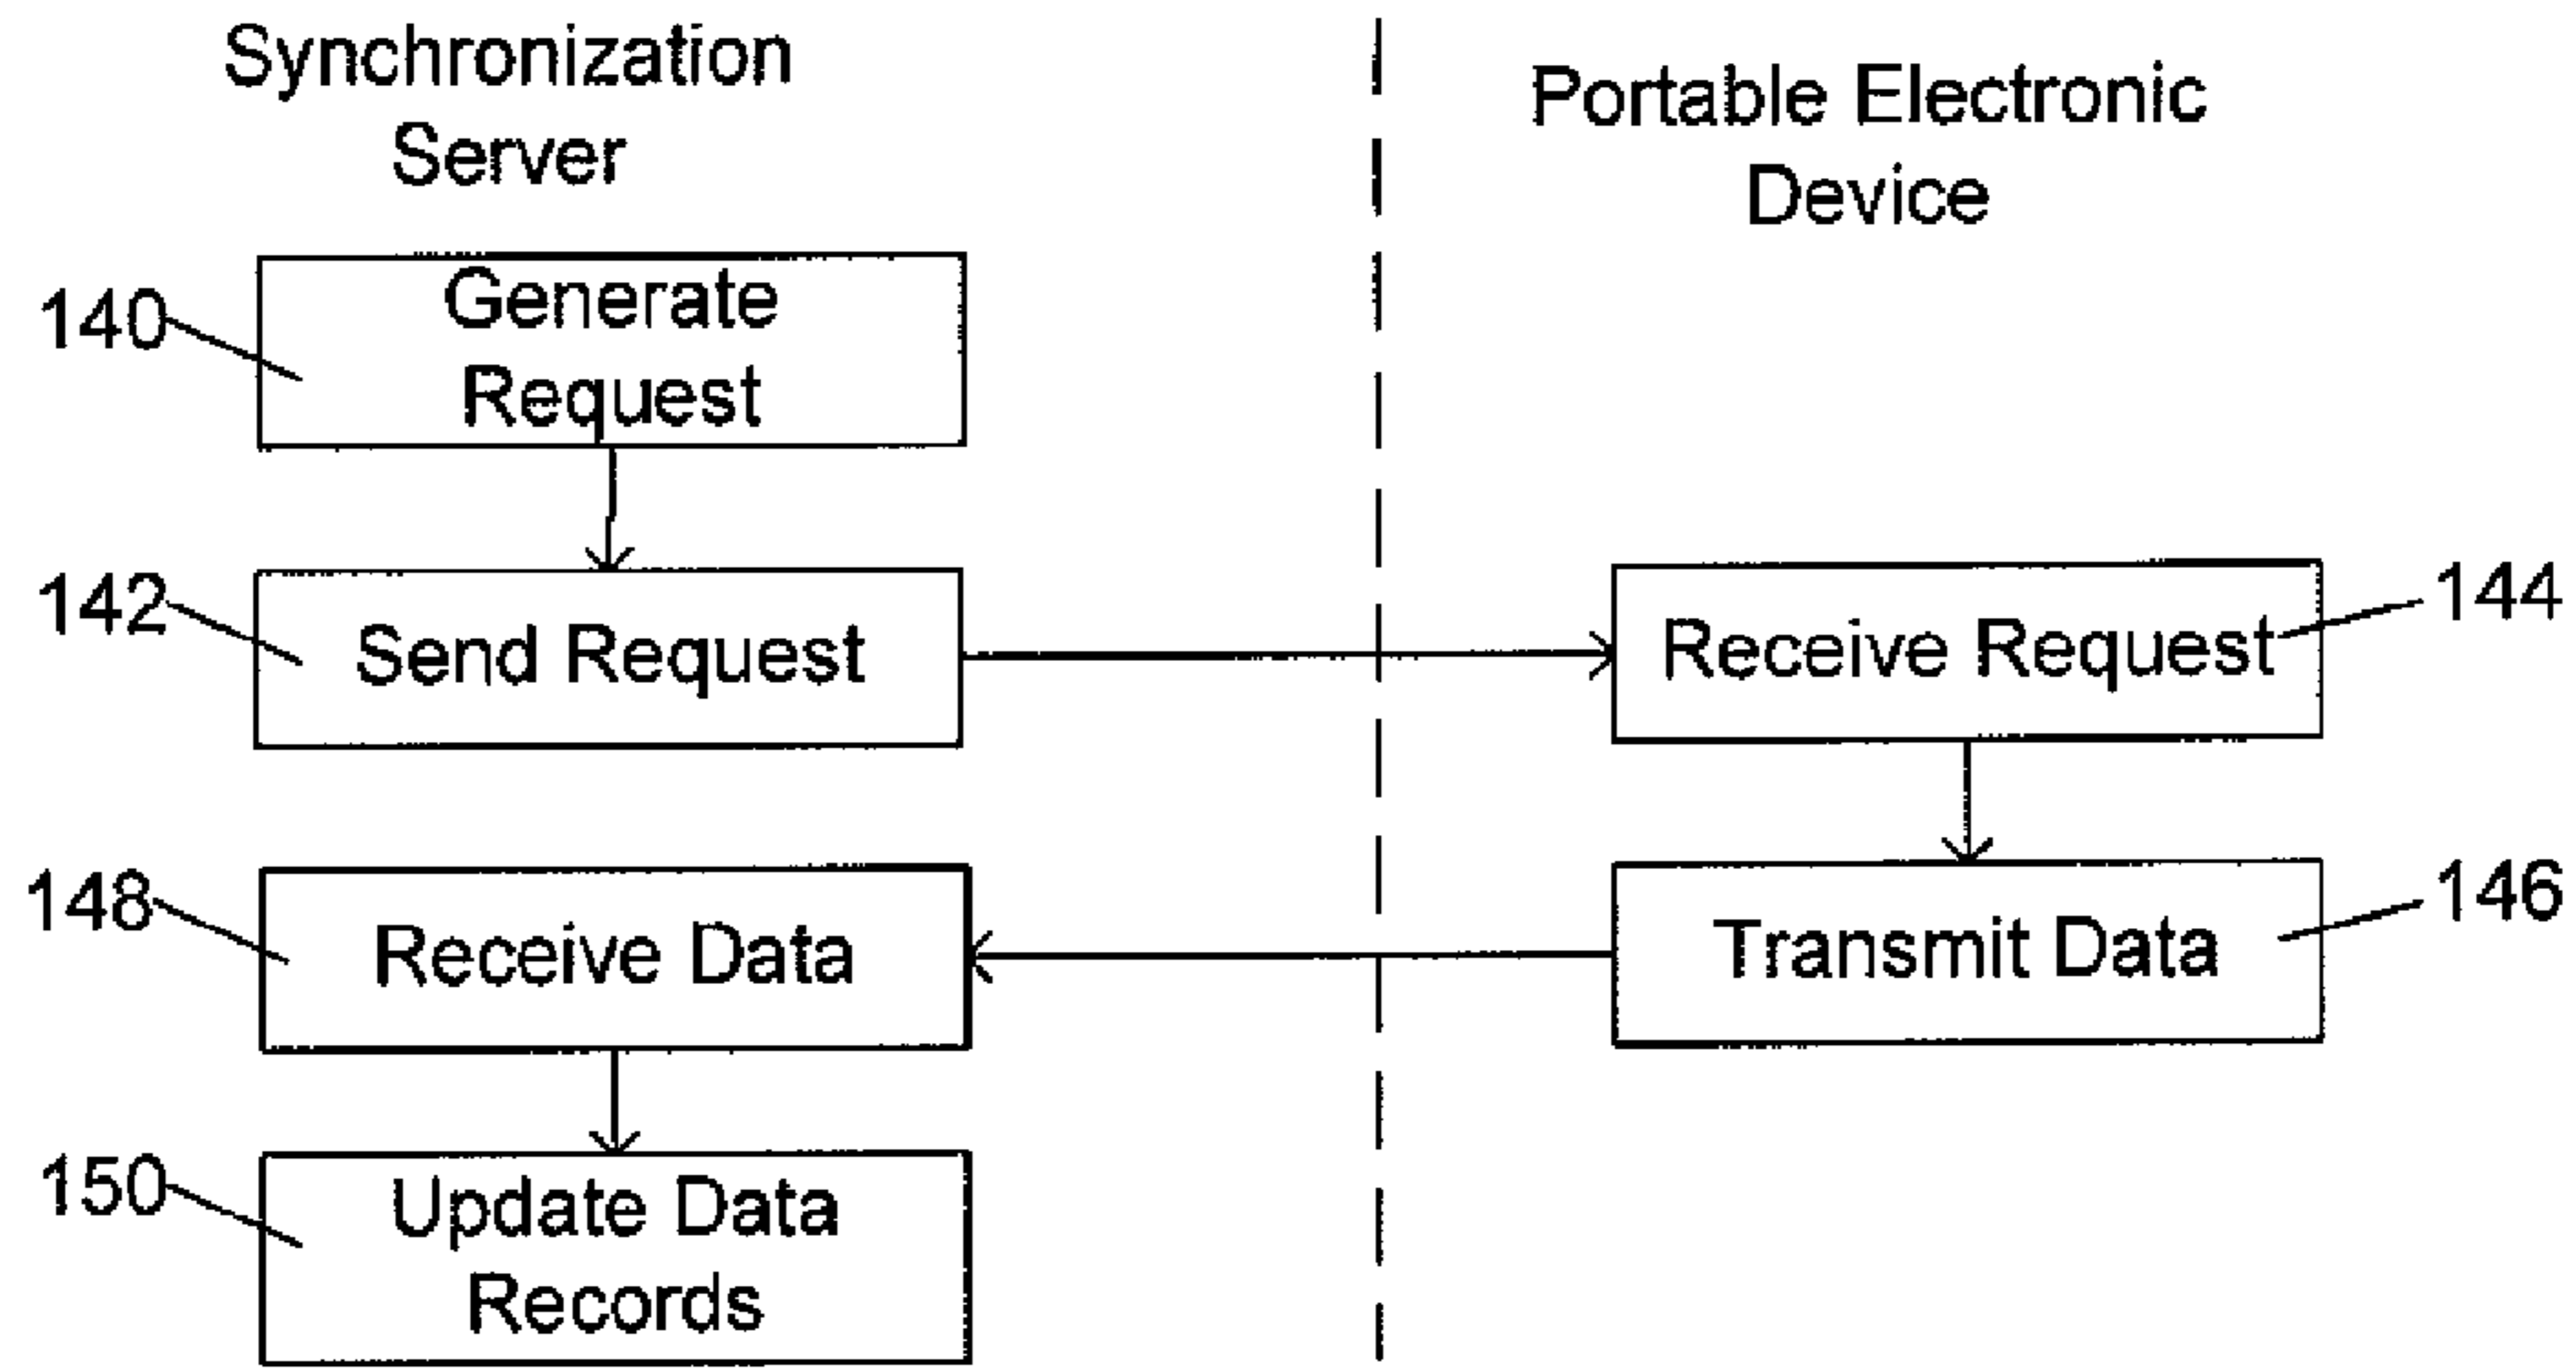 Synchronization
Server
Portable Electronic
Device
140
Generate
Request
142
Send Request
Receive Request
144
148
Receive Data
Transmit Data
146
150
Update Data
Records